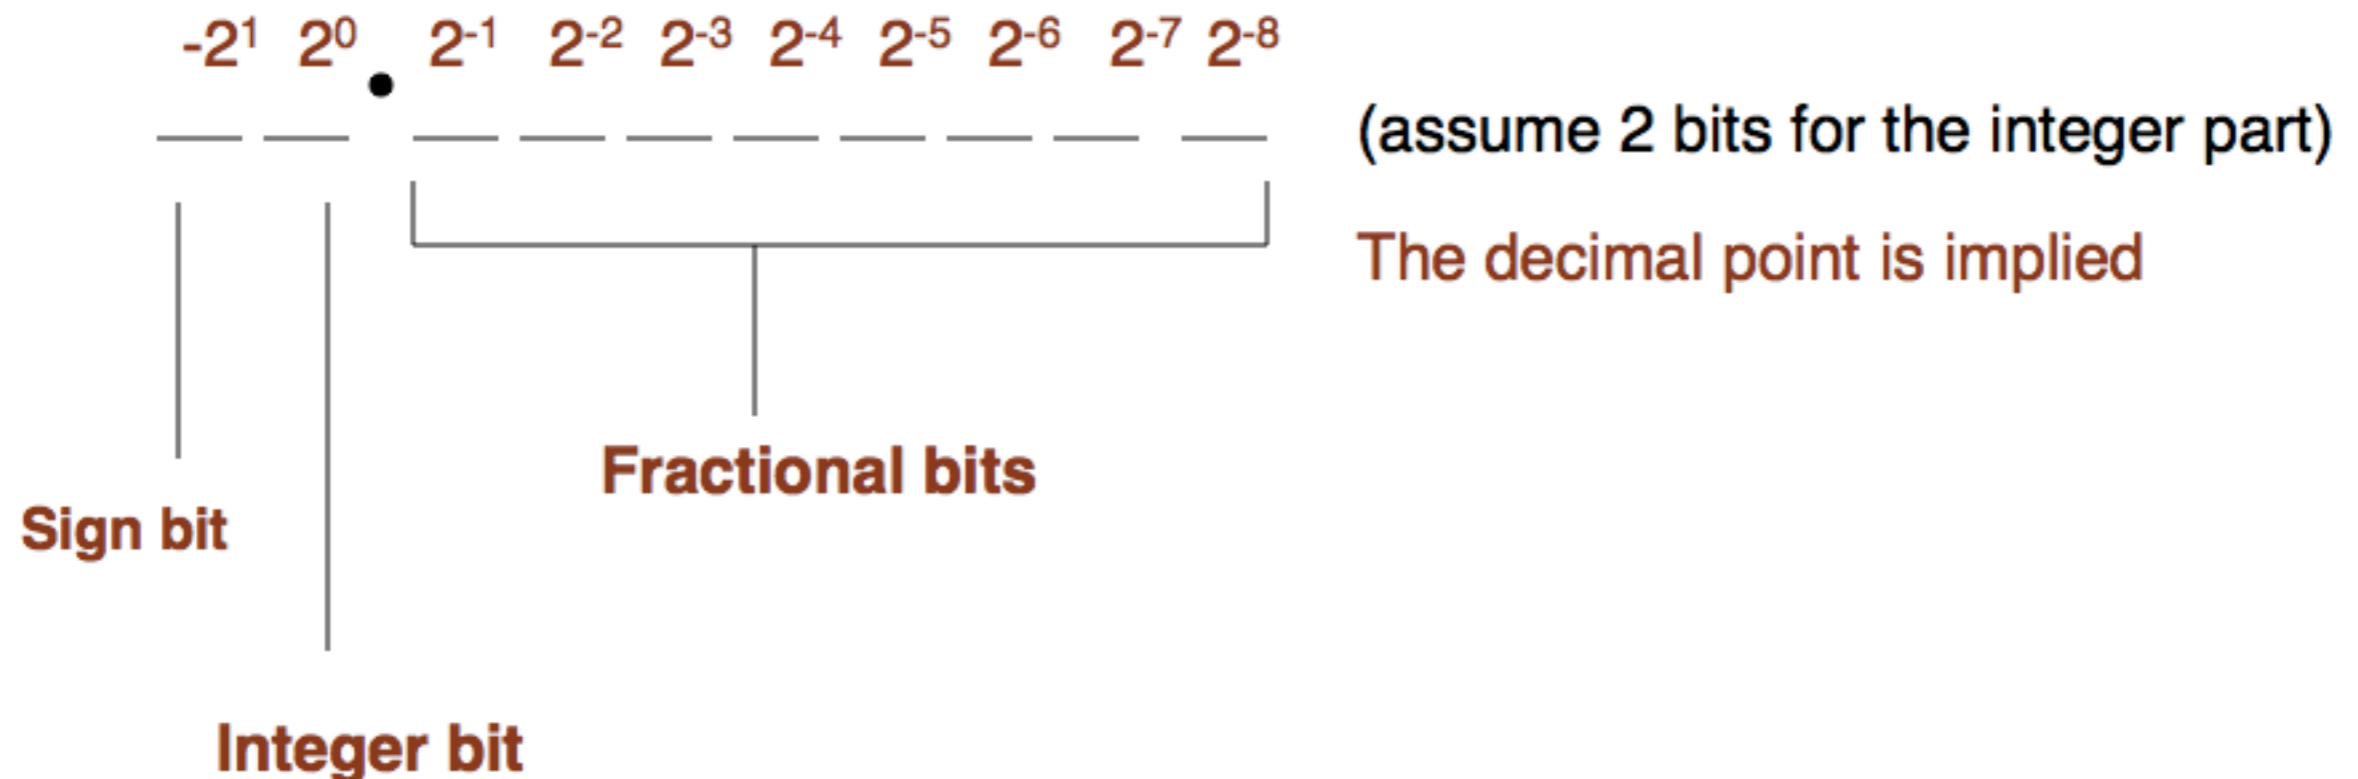 -2¹ 2⁰ 2⁻¹ 2⁻² 2⁻³ 2⁻⁴ 2⁻⁵ 2⁻⁶ 2⁻⁷ 2⁻⁸
(assume 2 bits for the integer part)
The decimal point is implied
Fractional bits
Sign bit
Integer bit